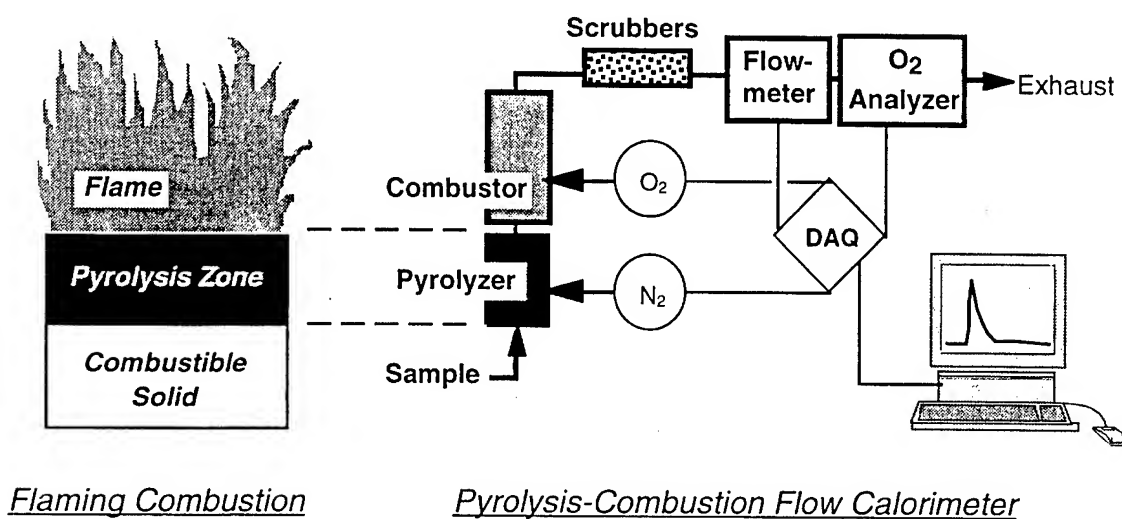 Scrubbers
Flow-
meter
O2
Analyzer
Exhaust
Flame
Combustor
O2
DAQ
Pyrolysis Zone
Pyrolyzer
N2
Combustible
Solid
Sample
Flaming Combustion
Pyrolysis-Combustion Flow Calorimeter